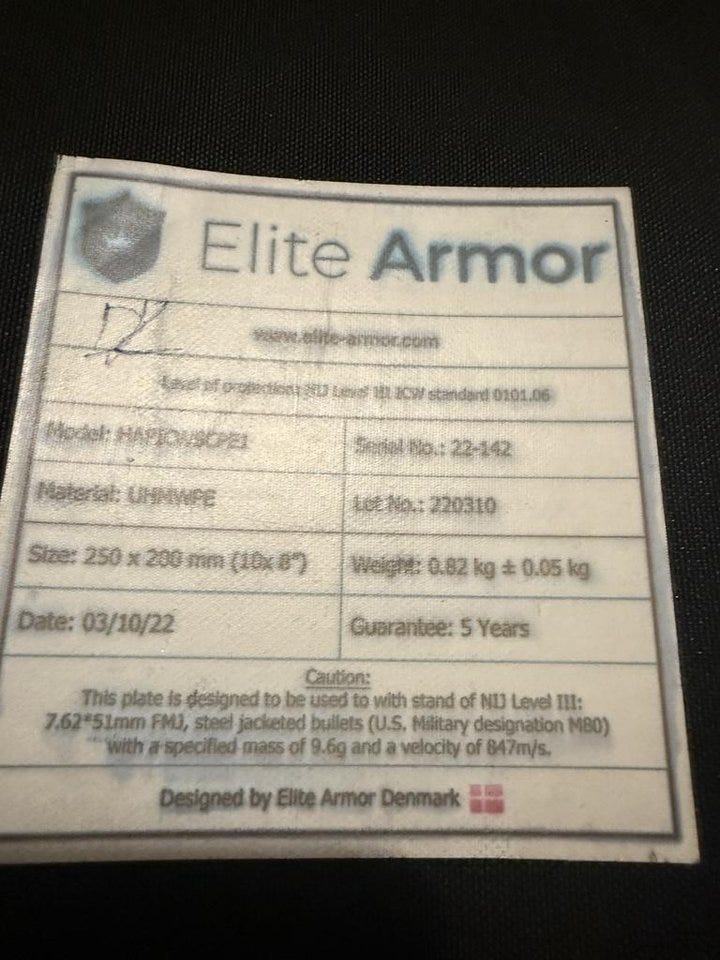 Elite Armor
www.elite-armor.com
Level of protection: NIJ Level III ICW standard 0101.06
Model:
Serial No.: 22-142
Material: UHMWPE
Lot No.: 220310
Size: 250 x 200 mm (10x 8")
Weight: 0.82 kg ± 0.05 kg
Date: 03/10/22
Guarantee: 5 Years
Caution:
This plate is designed to be used to with stand of NIJ Level III:
7.62*51mm FMJ, steel jacketed bullets (U.S. Military designation M80)
with a specified mass of 9.6g and a velocity of 847m/s.
Designed by Elite Armor Denmark